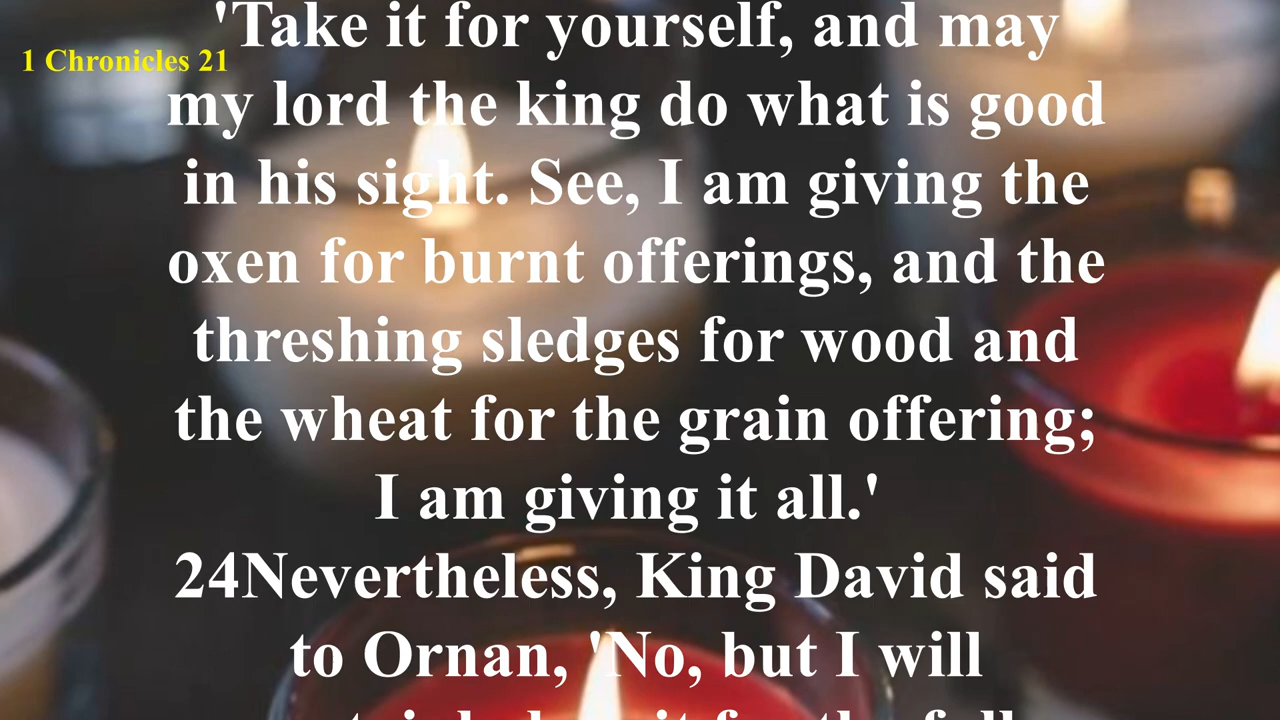 'Take it for yourself, and may
1 Chronicles 21
my lord the king do what is good
in his sight. See, I am giving the
oxen for burnt offerings, and the
threshing sledges for wood and
the wheat for the grain offering;
I am giving it all.'
24Nevertheless, King David said
to Ornan, 'No, but I will